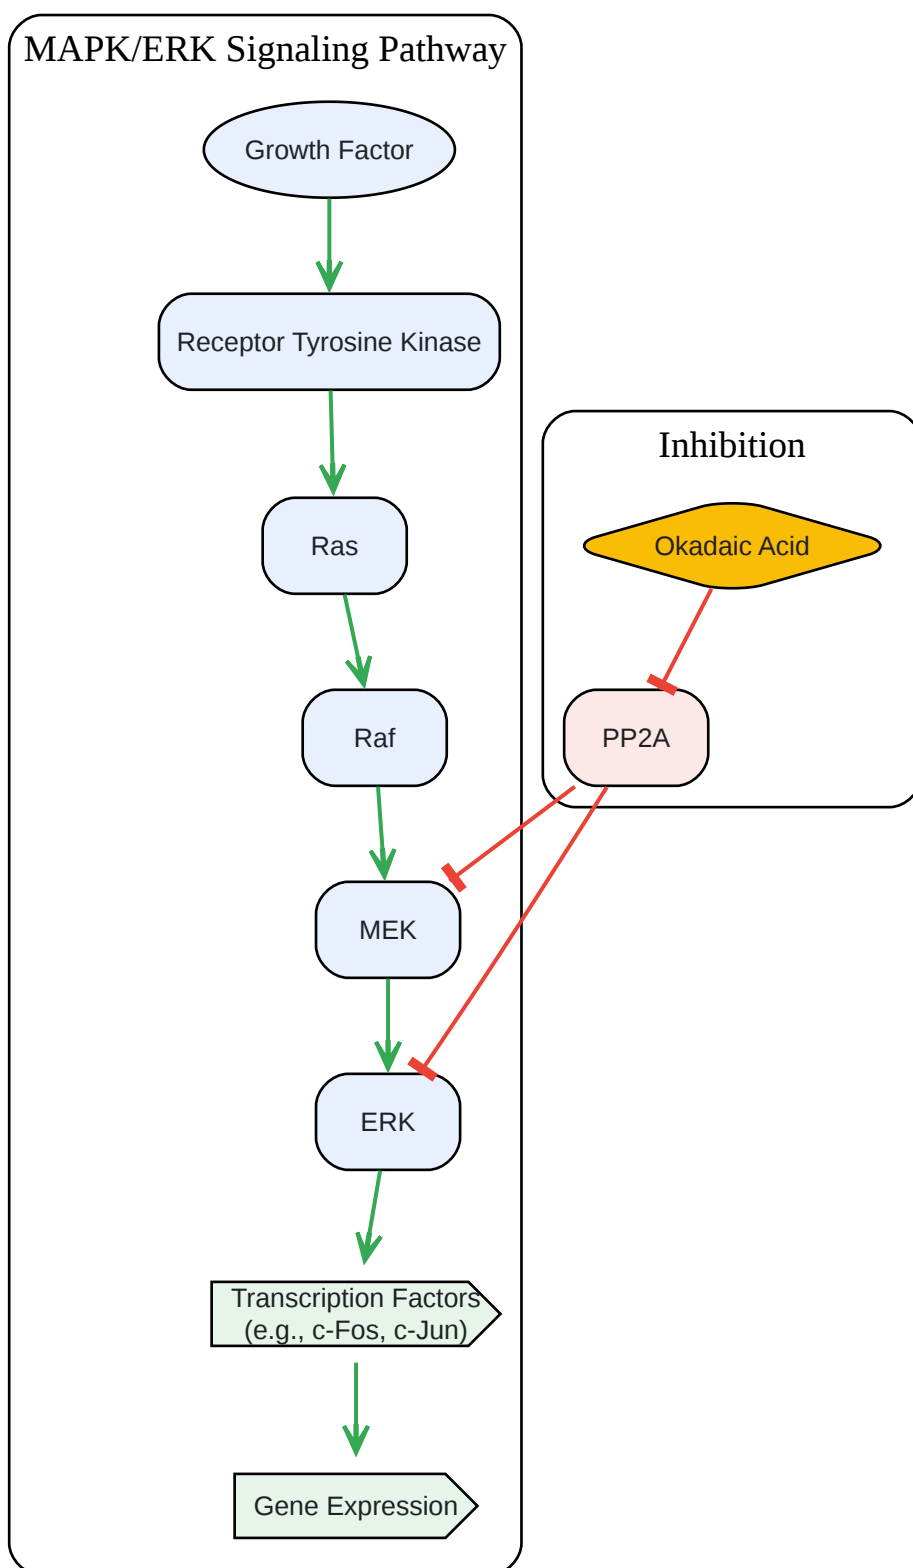 MAPK/ERK Signaling Pathway
Growth Factor
Receptor Tyrosine Kinase
Inhibition
Ras
Okadaic Acid
Raf
PP2A
MEK
ERK
Transcription Factors
(e.g., c-Fos, c-Jun)
Gene Expression